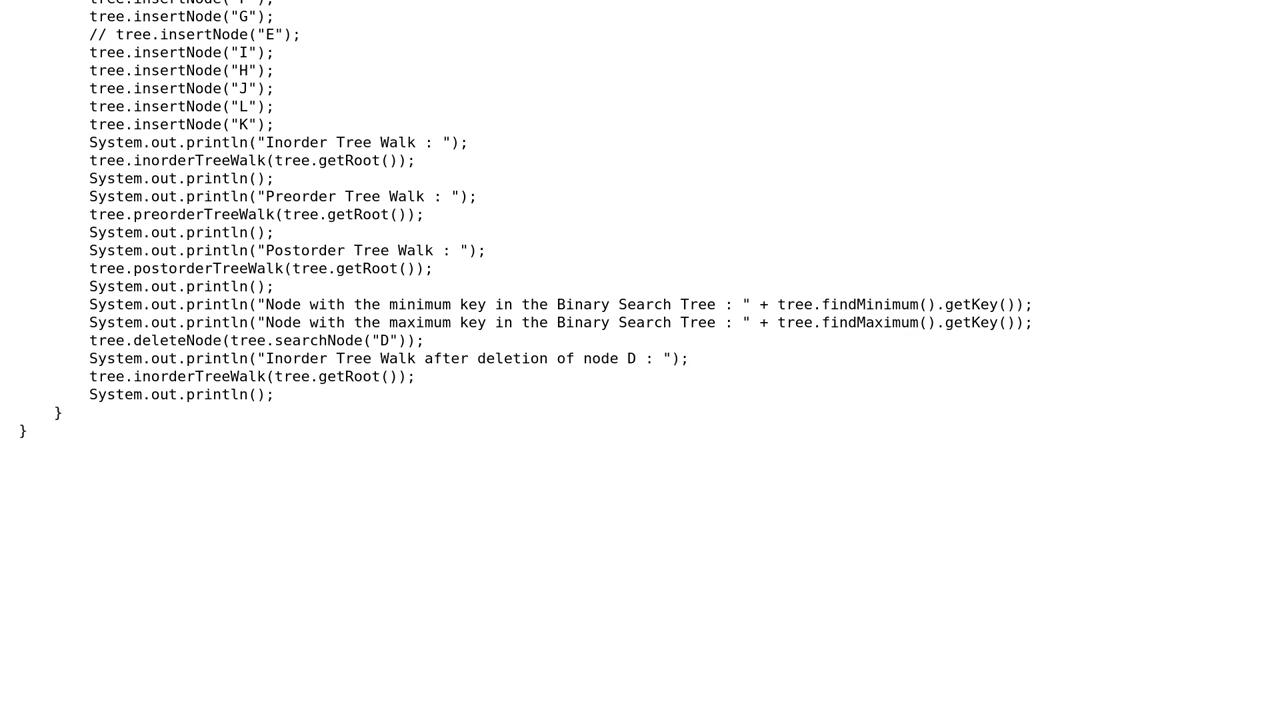 tree.insertNode("G");
// tree.insertNode("E");
tree.insertNode("I");
tree.insertNode("H");
tree.insertNode("J");
tree.insertNode("L");
tree.insertNode("K");
System.out.println("Inorder Tree Walk : ");
tree.inorderTreeWalk(tree.getRoot());
System.out.println();
System.out.println("Preorder Tree Walk : ");
tree.preorderTreeWalk(tree.getRoot());
System.out.println();
System.out.println("Postorder Tree Walk : ");
tree.postorderTreeWalk(tree.getRoot());
System.out.println();
System.out.println("Node with the minimum key in the Binary Search Tree : " + tree.findMinimum().getKey());
System.out.println("Node with the maximum key in the Binary Search Tree : " + tree.findMaximum().getKey());
tree.deleteNode(tree.searchNode("D"));
System.out.println("Inorder Tree Walk after deletion of node D : ");
tree.inorderTreeWalk(tree.getRoot());
System.out.println();
}
}